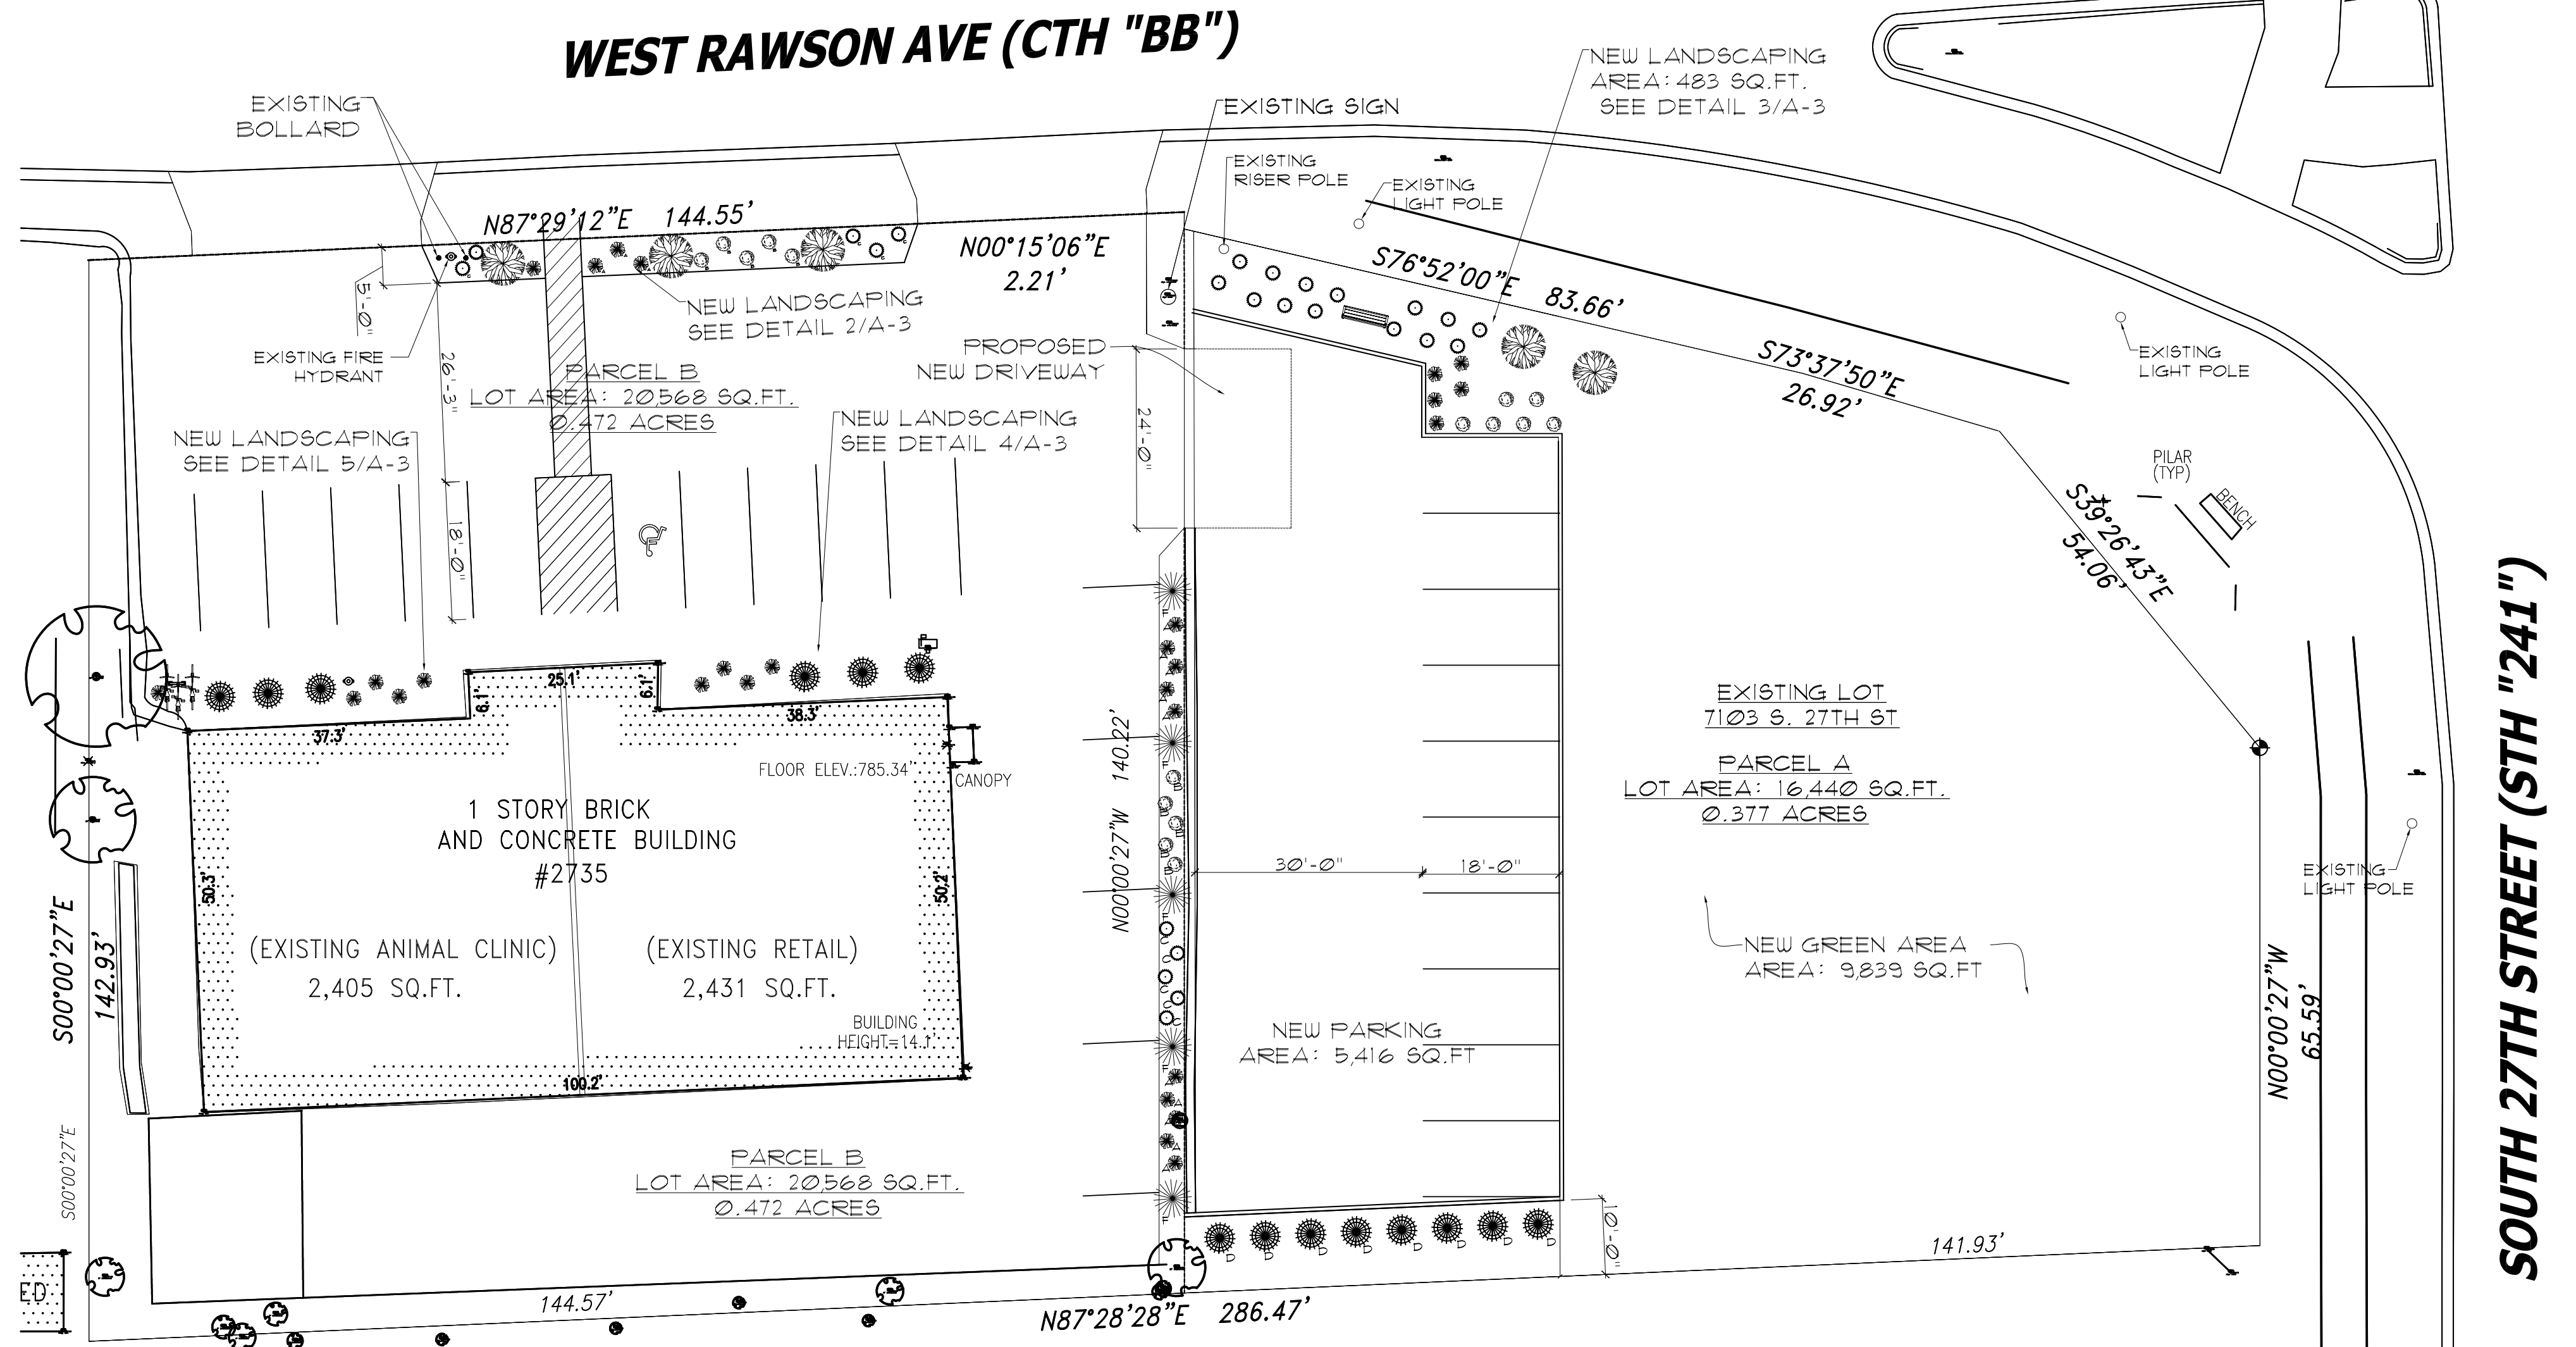 WEST RAWSON AVE (CTH "BB")
NEW LANDSCAPING
AREA: 483 SQ.FT.
SEE DETAIL 3/A-3
EXISTING
BOLLARD
EXISTING SIGN
EXISTING
RISER POLE
EXISTING
LIGHT POLE
N87°29'12"E 144.55'
N00°15'06"E
2.21'
S76°52'00"E 83.66'
5'-0"
NEW LANDSCAPING
SEE DETAIL 2/A-3
EXISTING FIRE
HYDRANT
26'-3"
PARCEL B
LOT AREA: 20,568 SQ.FT.
0.472 ACRES
PROPOSED
NEW DRIVEWAY
24'-0"
S73°37'50"E
26.92'
EXISTING
LIGHT POLE
NEW LANDSCAPING
SEE DETAIL 5/A-3
NEW LANDSCAPING
SEE DETAIL 4/A-3
18'-0"
PILAR
(TYP)
BENCH
S39°26'43"E
54.06'
25.1'
6.1'
6.1'
37.3'
38.3'
FLOOR ELEV.:785.34'
CANOPY
1 STORY BRICK
AND CONCRETE BUILDING
#2735
50.3'
50.2'
(EXISTING ANIMAL CLINIC)
2,405 SQ.FT.
(EXISTING RETAIL)
2,431 SQ.FT.
BUILDING
HEIGHT=14.1'
100.2'
S00°00'27"E
142.93'
S00°00'27"E
N00°00'27"W 140.22'
EXISTING LOT
7103 S. 27TH ST
PARCEL A
LOT AREA: 16,440 SQ.FT.
0.377 ACRES
30'-0"
18'-0"
EXISTING
LIGHT POLE
NEW GREEN AREA
AREA: 9,839 SQ.FT
NEW PARKING
AREA: 5,416 SQ.FT
N00°00'27"W
65.59'
SOUTH 27TH STREET (STH "241")
PARCEL B
LOT AREA: 20,568 SQ.FT.
0.472 ACRES
D D D D D D D D
10'-0"
141.93'
ED
144.57'
N87°28'28"E 286.47'